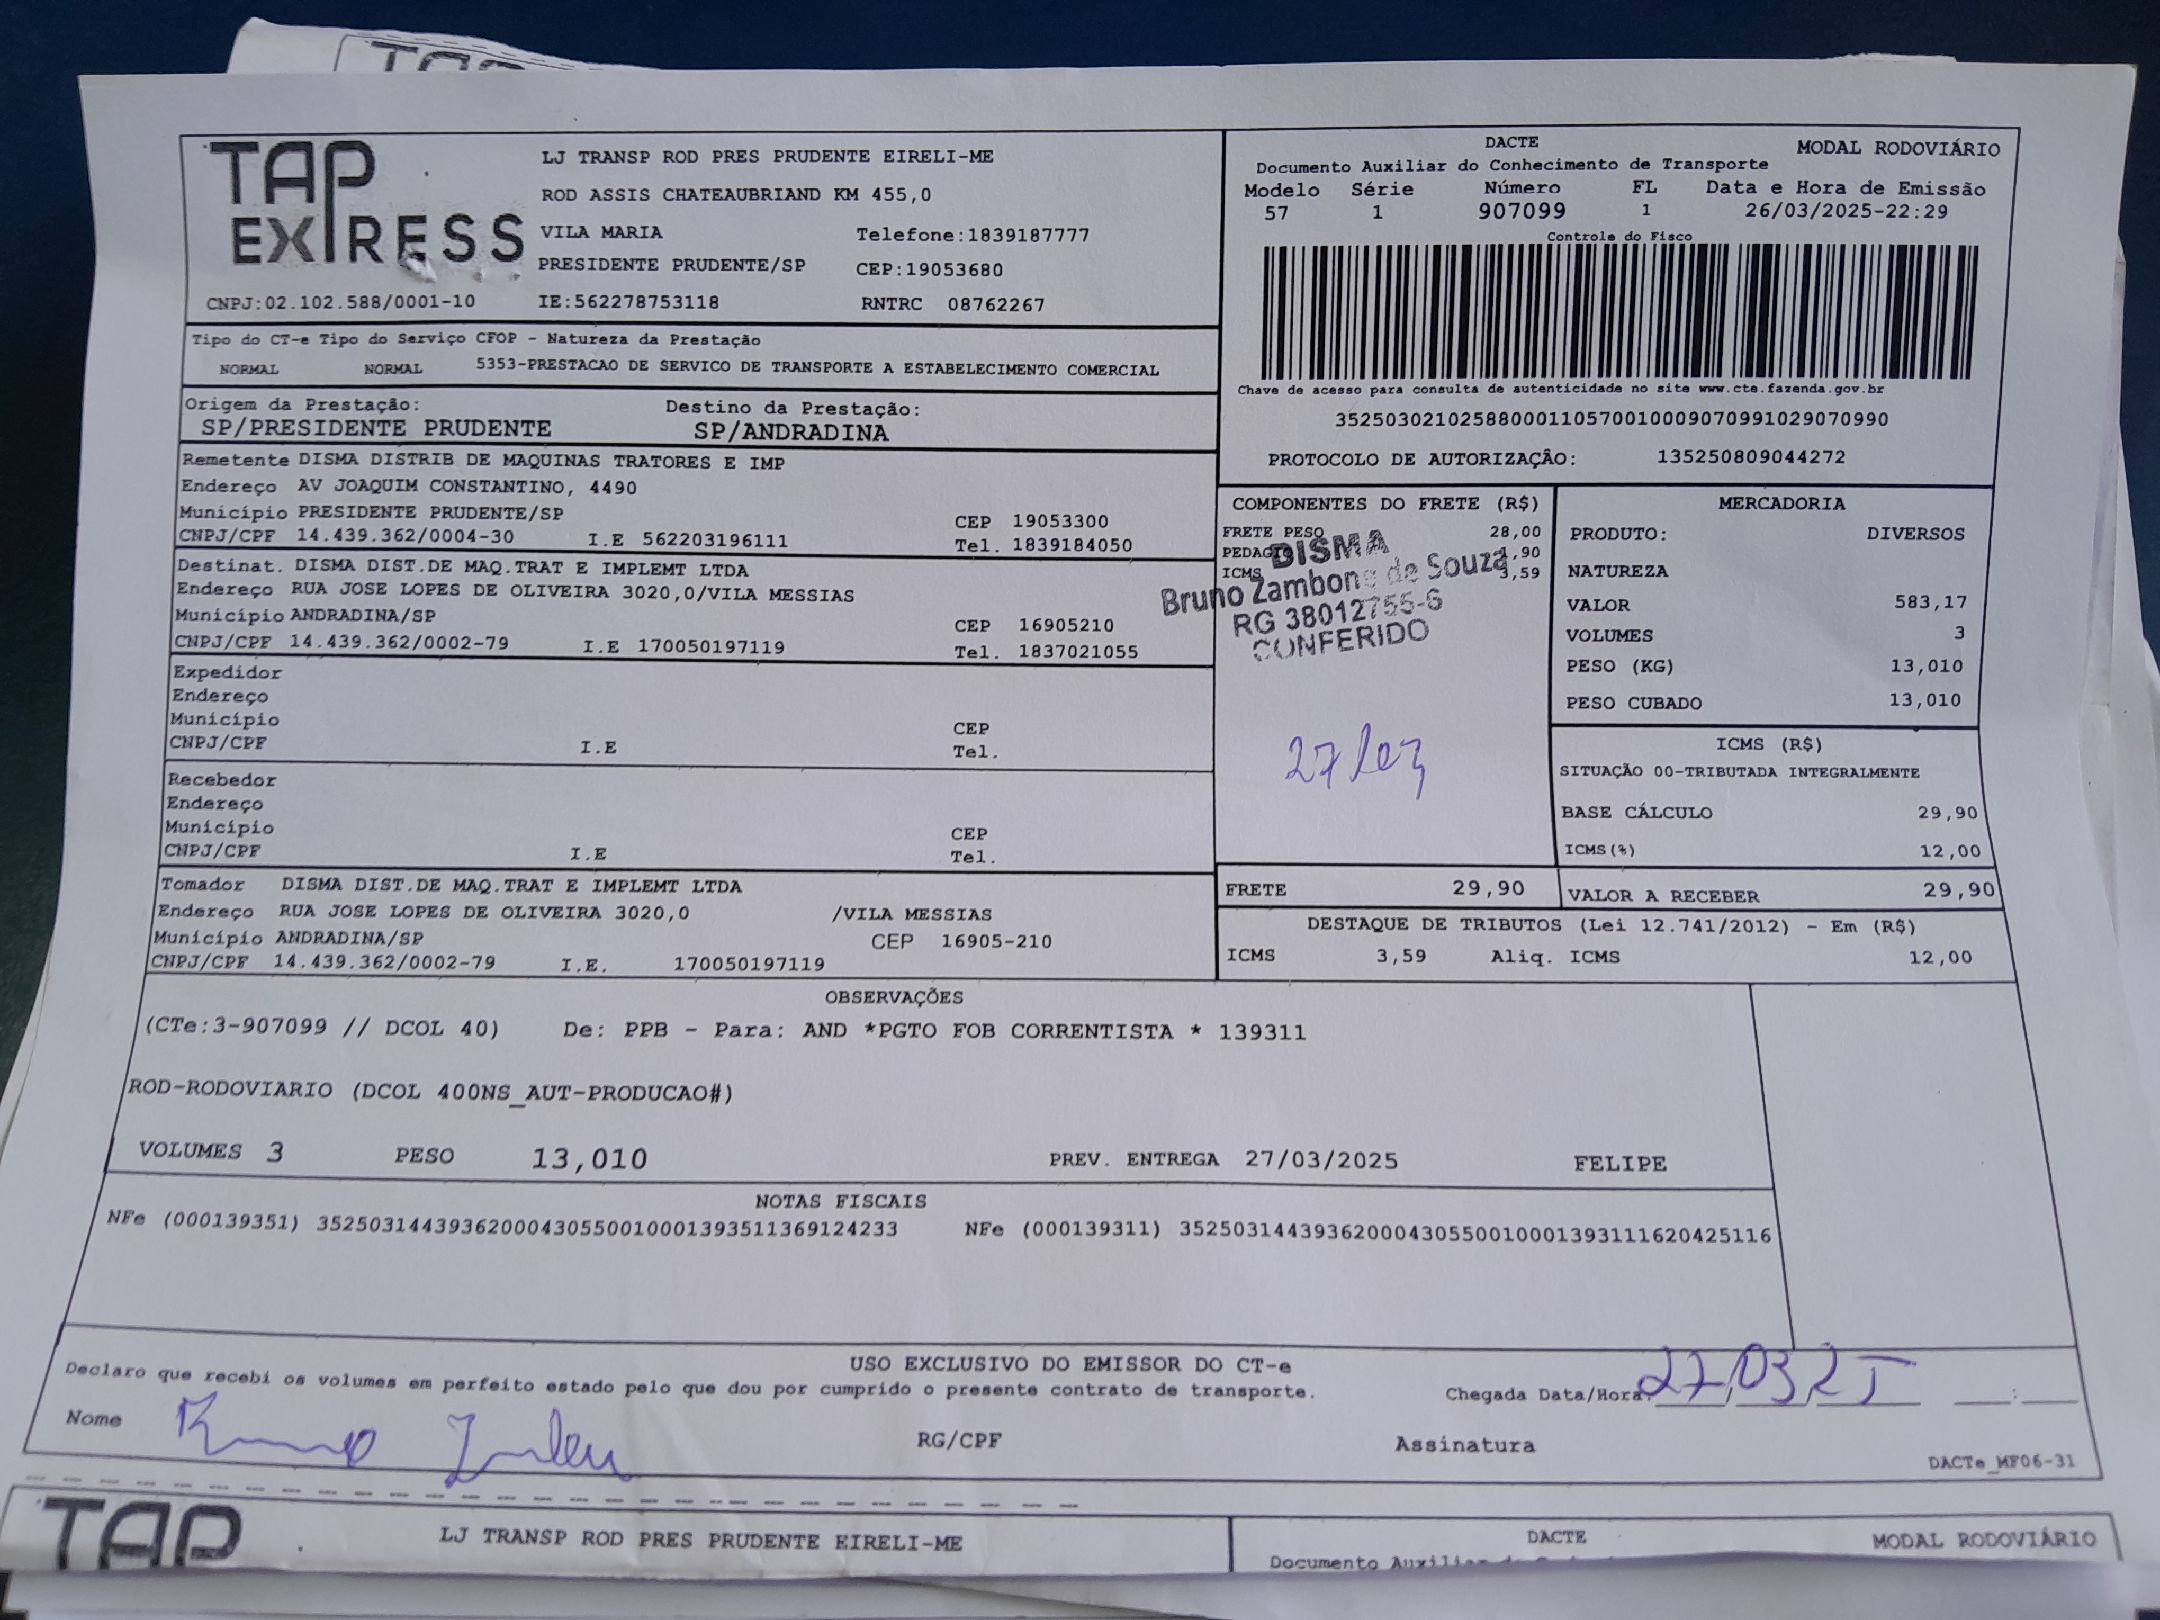 TAP
EXPRESS
LJ TRANSP ROD PRES PRUDENTE EIRELI-ME
ROD ASSIS CHATEAUBRIAND KM 455,0
VILA MARIA Telefone:1839187777
PRESIDENTE PRUDENTE/SP CEP:19053680
CNPJ:02.102.588/0001-10 IE:562278753118 RNTRC 08762267
DACTE MODAL RODOVIÁRIO
Documento Auxiliar do Conhecimento de Transporte
Modelo Série Número FL Data e Hora de Emissão
57 1 907099 1 26/03/2025-22:29
Controle do Fisco
Chave de acesso para consulta de autenticidade no site www.cte.fazenda.gov.br
35250302102588000110570010009070991029070990
PROTOCOLO DE AUTORIZAÇÃO: 135250809044272
Tipo do CT-e Tipo do Serviço CFOP - Natureza da Prestação
NORMAL NORMAL 5353-PRESTACAO DE SERVICO DE TRANSPORTE A ESTABELECIMENTO COMERCIAL
Origem da Prestação: Destino da Prestação:
SP/PRESIDENTE PRUDENTE SP/ANDRADINA
Remetente DISMA DISTRIB DE MAQUINAS TRATORES E IMP
Endereço AV JOAQUIM CONSTANTINO, 4490
Município PRESIDENTE PRUDENTE/SP CEP 19053300
CNPJ/CPF 14.439.362/0004-30 I.E 562203196111 Tel. 1839184050
Destinat. DISMA DIST.DE MAQ.TRAT E IMPLEMT LTDA
Endereço RUA JOSE LOPES DE OLIVEIRA 3020,0/VILA MESSIAS
Município ANDRADINA/SP CEP 16905210
CNPJ/CPF 14.439.362/0002-79 I.E 170050197119 Tel. 1837021055
Expedidor
Endereço
Município CEP
CNPJ/CPF I.E Tel.
Recebedor
Endereço
Município CEP
CNPJ/CPF I.E Tel.
Tomador DISMA DIST.DE MAQ.TRAT E IMPLEMT LTDA
Endereço RUA JOSE LOPES DE OLIVEIRA 3020,0 /VILA MESSIAS
Município ANDRADINA/SP CEP 16905-210
CNPJ/CPF 14.439.362/0002-79 I.E. 170050197119
COMPONENTES DO FRETE (R$)
FRETE PESO 28,00
PEDAGIO 1,90
ICMS 3,59
DISMA
Bruno Zambone de Souza
RG 38012755-6
CONFERIDO
27/03
MERCADORIA
PRODUTO: DIVERSOS
NATUREZA
VALOR 583,17
VOLUMES 3
PESO (KG) 13,010
PESO CUBADO 13,010
ICMS (R$)
SITUAÇÃO 00-TRIBUTADA INTEGRALMENTE
BASE CÁLCULO 29,90
ICMS(%) 12,00
FRETE 29,90 VALOR A RECEBER 29,90
DESTAQUE DE TRIBUTOS (Lei 12.741/2012) - Em (R$)
ICMS 3,59 Aliq. ICMS 12,00
OBSERVAÇÕES
(CTe:3-907099 // DCOL 40) De: PPB - Para: AND *PGTO FOB CORRENTISTA * 139311
ROD-RODOVIARIO (DCOL 400NS_AUT-PRODUCAO#)
VOLUMES 3 PESO 13,010 PREV. ENTREGA 27/03/2025 FELIPE
NOTAS FISCAIS
NFe (000139351) 35250314439362000430550010001393511369124233 NFe (000139311) 35250314439362000430550010001393111620425116
USO EXCLUSIVO DO EMISSOR DO CT-e
Declaro que recebi os volumes em perfeito estado pelo que dou por cumprido o presente contrato de transporte. Chegada Data/Hora: 27/03/25 __:__
Nome Bruno RG/CPF Assinatura
DACTe_MF06-31
TAP
LJ TRANSP ROD PRES PRUDENTE EIRELI-ME
DACTE MODAL RODOVIÁRIO
Documento Auxiliar